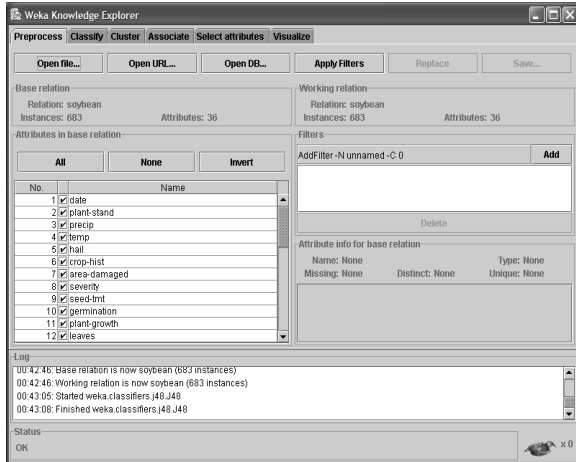 Weka Knowledge Explorer
Preprocess Classify Cluster Associate Select attributes Visualize
Open file... Open URL... Open DB... Apply Filters Replace Save...
Base relation
Relation: soybean
Instances: 683 Attributes: 36
Working relation
Relation: soybean
Instances: 683 Attributes: 36
Attributes in base relation
All None Invert
No. Name
1 date
2 plant-stand
3 precip
4 temp
5 hail
6 crop-hist
7 area-damaged
8 severity
9 seed-tmt
10 germination
11 plant-growth
12 leaves
Filters
AddFilter -N unnamed -C 0 Add
Delete
Attribute info for base relation
Name: None Type: None
Missing: None Distinct: None Unique: None
Log
00:42:46: Base relation is now soybean (683 instances)
00:42:46: Working relation is now soybean (683 instances)
00:43:05: Started weka.classifiers.j48.J48
00:43:08: Finished weka.classifiers.j48.J48
Status
OK
x 0